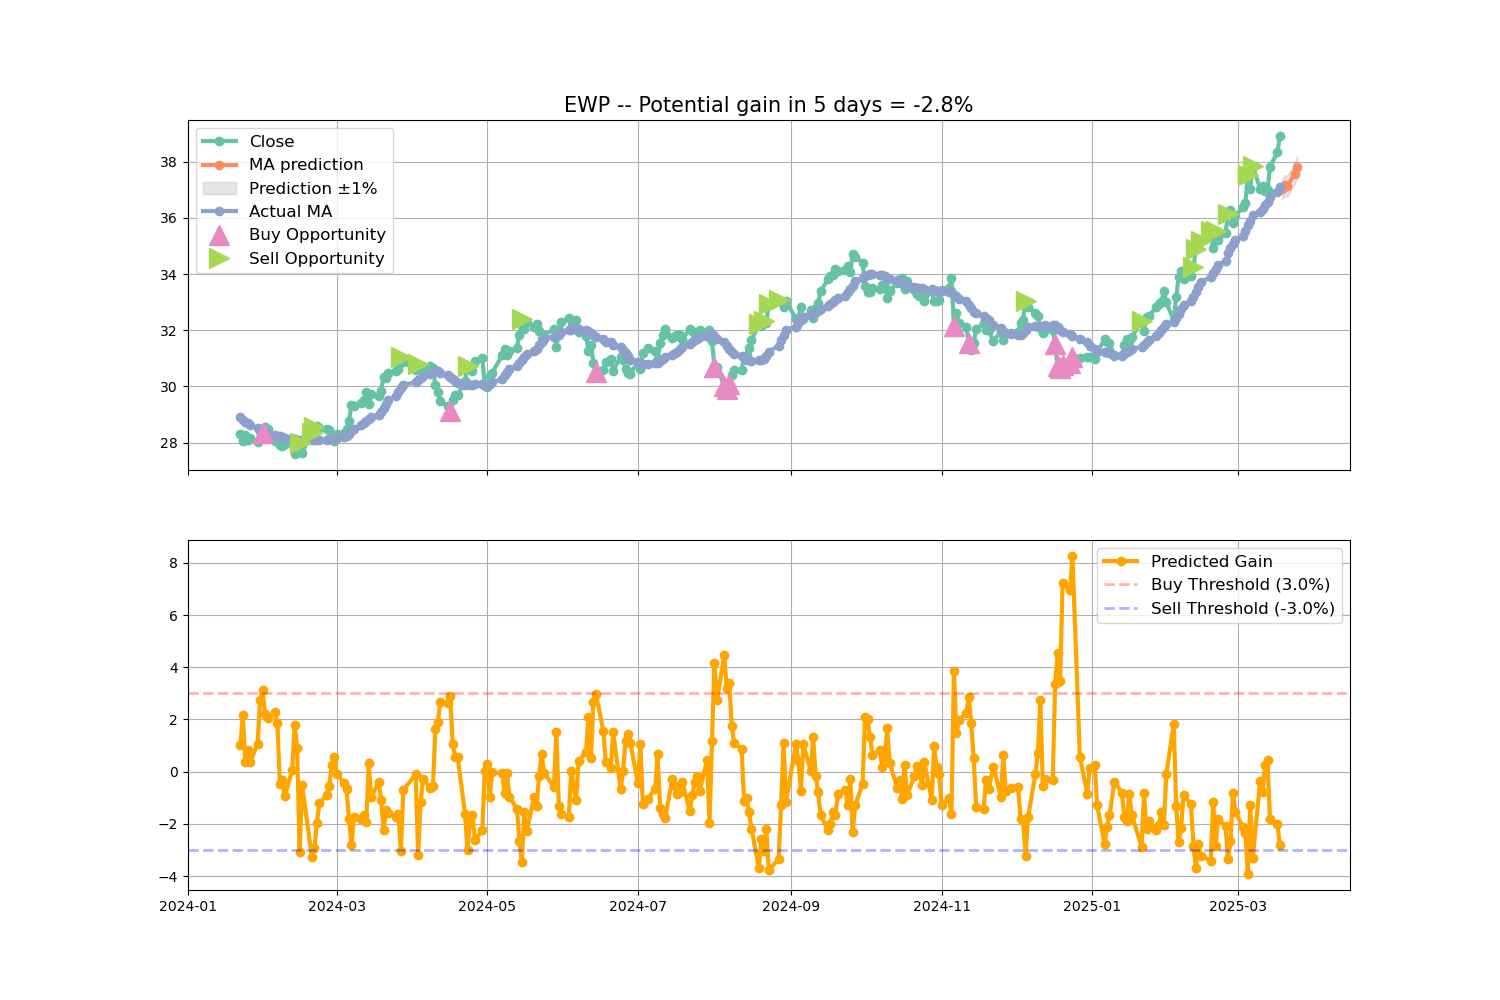 EWP -- Potential gain in 5 days = -2.8%
Close
MA prediction
Prediction ±1%
Actual MA
Buy Opportunity
Sell Opportunity
38
36
34
32
30
28
Predicted Gain
Buy Threshold (3.0%)
Sell Threshold (-3.0%)
8
6
4
2
0
−2
−4
2024-01
2024-03
2024-05
2024-07
2024-09
2024-11
2025-01
2025-03